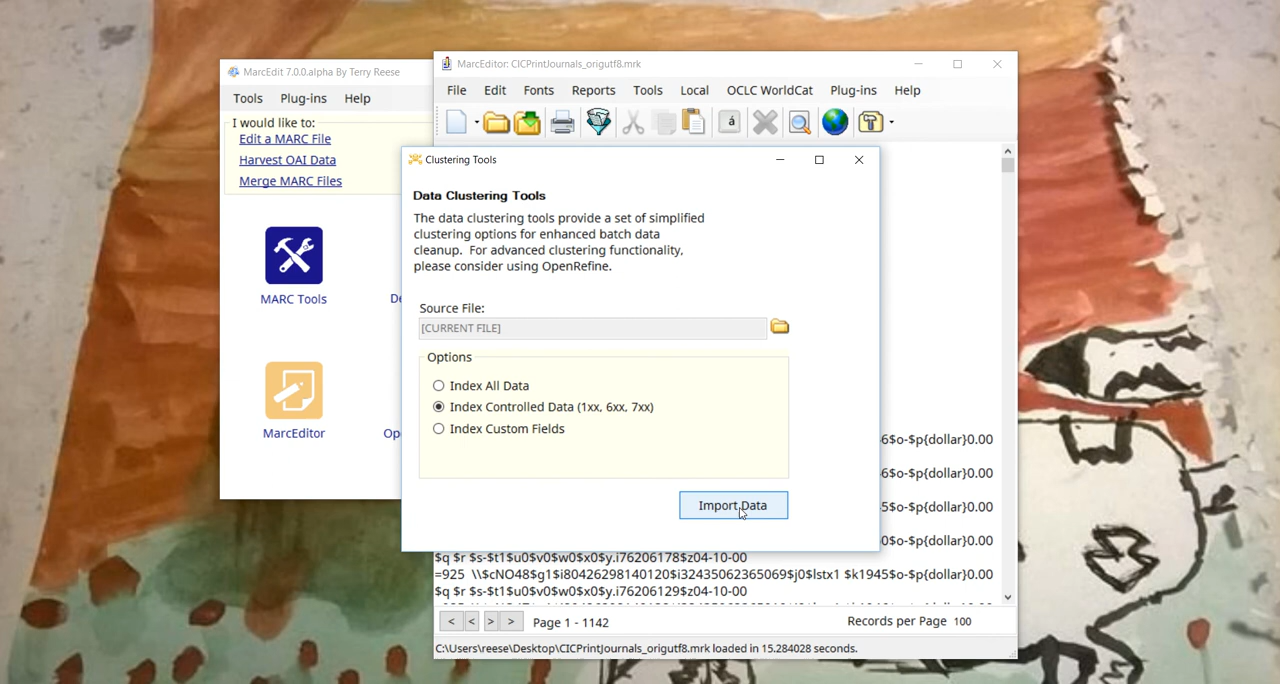 MarcEdit 7.0.0.alpha By Terry Reese
Tools Plug-ins Help
I would like to:
Edit a MARC File
Harvest OAI Data
Merge MARC Files
MARC Tools
De
MarcEditor
Op
MarcEditor: CICPrintJournals_origutf8.mrk
File Edit Fonts Reports Tools Local OCLC WorldCat Plug-ins Help
á
Clustering Tools
Data Clustering Tools
The data clustering tools provide a set of simplified
clustering options for enhanced batch data
cleanup. For advanced clustering functionality,
please consider using OpenRefine.
Source File:
[CURRENT FILE]
Options
Index All Data
Index Controlled Data (1xx, 6xx, 7xx)
Index Custom Fields
Import Data
6$o-$p{dollar}0.00
6$o-$p{dollar}0.00
5$o-$p{dollar}0.00
0$o-$p{dollar}0.00
$q $r $s-$t1$u0$v0$w0$x0$y.i76206178$z04-10-00
=925 \\$cNO48$g1$i80426298140120$i32435062365069$j0$lstx1 $k1945$o-$p{dollar}0.00
$q $r $s-$t1$u0$v0$w0$x0$y.i76206129$z04-10-00
< < > > Page 1 - 1142 Records per Page 100
C:\Users\reese\Desktop\CICPrintJournals_origutf8.mrk loaded in 15.284028 seconds.